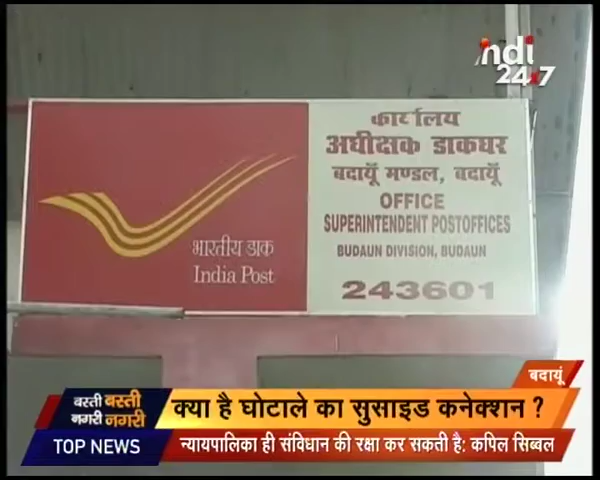 indi
24x7
कार्यालय
अधीक्षक डाकघर
बदायूँ मण्डल, बदायूँ
OFFICE
SUPERINTENDENT POSTOFFICES
BUDAUN DIVISION, BUDAUN
243601
भारतीय डाक
India Post
बदायूं
बस्ती बस्ती
नगरी नगरी
क्या है घोटाले का सुसाइड कनेक्शन ?
TOP NEWS
न्यायपालिका ही संविधान की रक्षा कर सकती है: कपिल सिब्बल